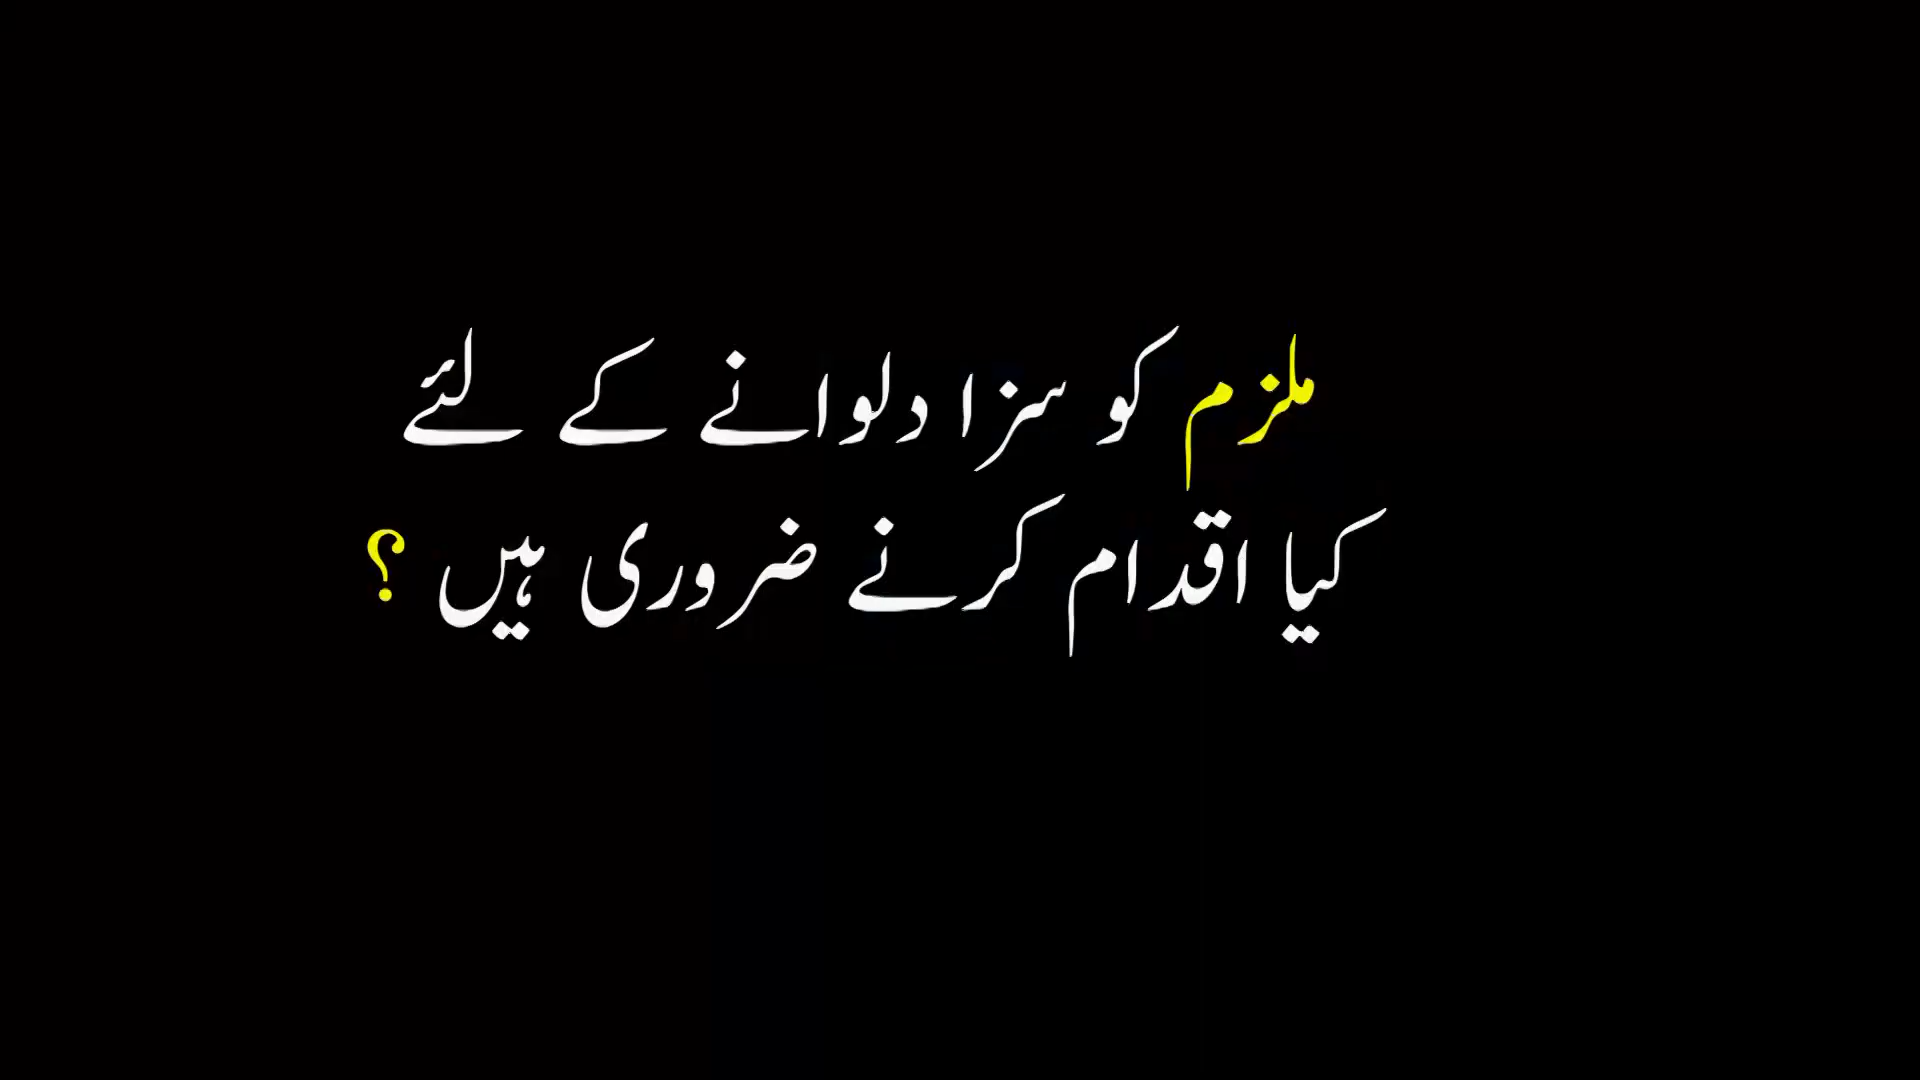 ملزم کو سزا دلوانے کے لئے
کیا اقدام کرنے ضروری ہیں ؟